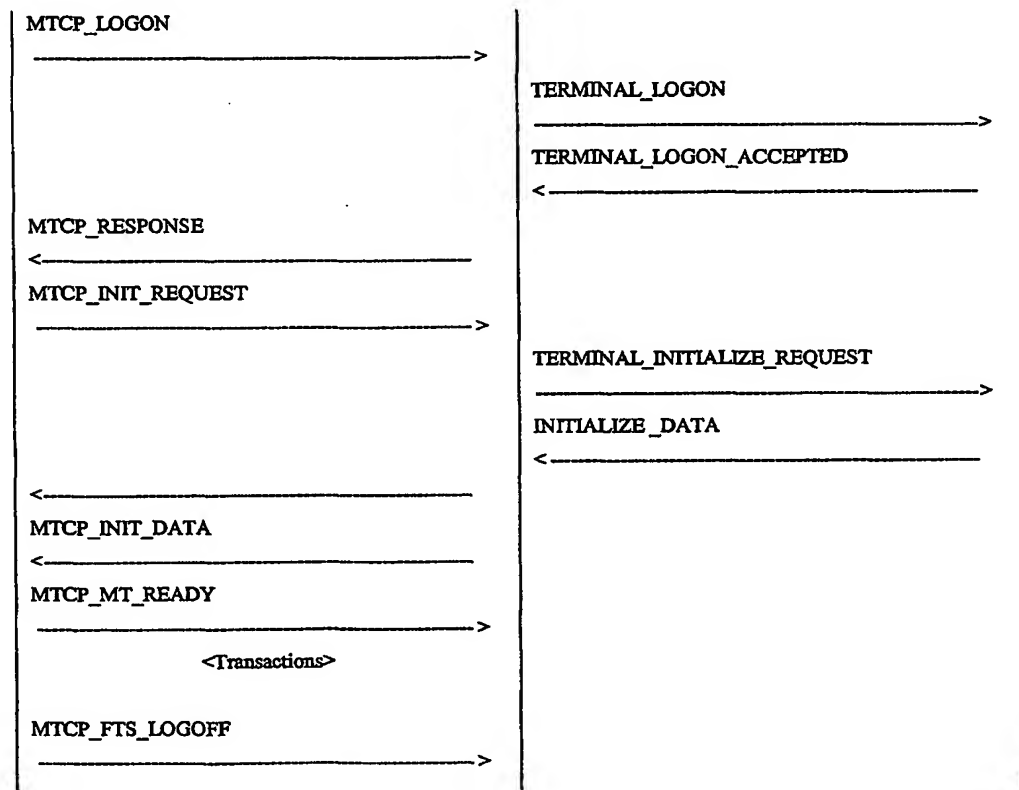 MTCP_LOGON
TERMINAL_LOGON
TERMINAL_LOGON_ACCEPTED
MTCP_RESPONSE
MTCP_INIT_REQUEST
TERMINAL_INITIALIZE_REQUEST
INITIALIZE_DATA
MTCP_INIT_DATA
MTCP_MT_READY
<Transactions>
MTCP_FTS_LOGOFF